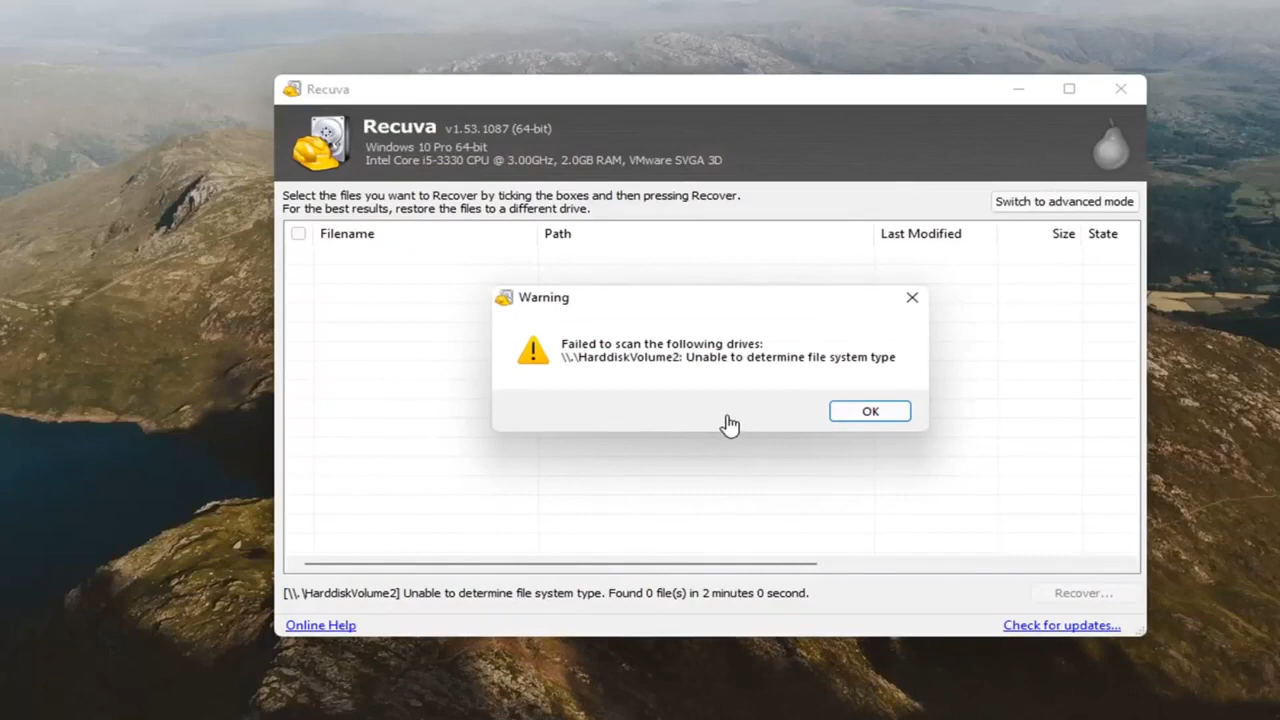 Recuva
Recuva v1.53.1087 (64-bit)
Windows 10 Pro 64-bit
Intel Core i5-3330 CPU @ 3.00GHz, 2.0GB RAM, VMware SVGA 3D
Select the files you want to Recover by ticking the boxes and then pressing Recover.
For the best results, restore the files to a different drive.
Switch to advanced mode
Filename Path Last Modified Size State
Warning
Failed to scan the following drives:
\\.\HarddiskVolume2: Unable to determine file system type
OK
[\\.\HarddiskVolume2] Unable to determine file system type. Found 0 file(s) in 2 minutes 0 second.
Recover...
Online Help
Check for updates...